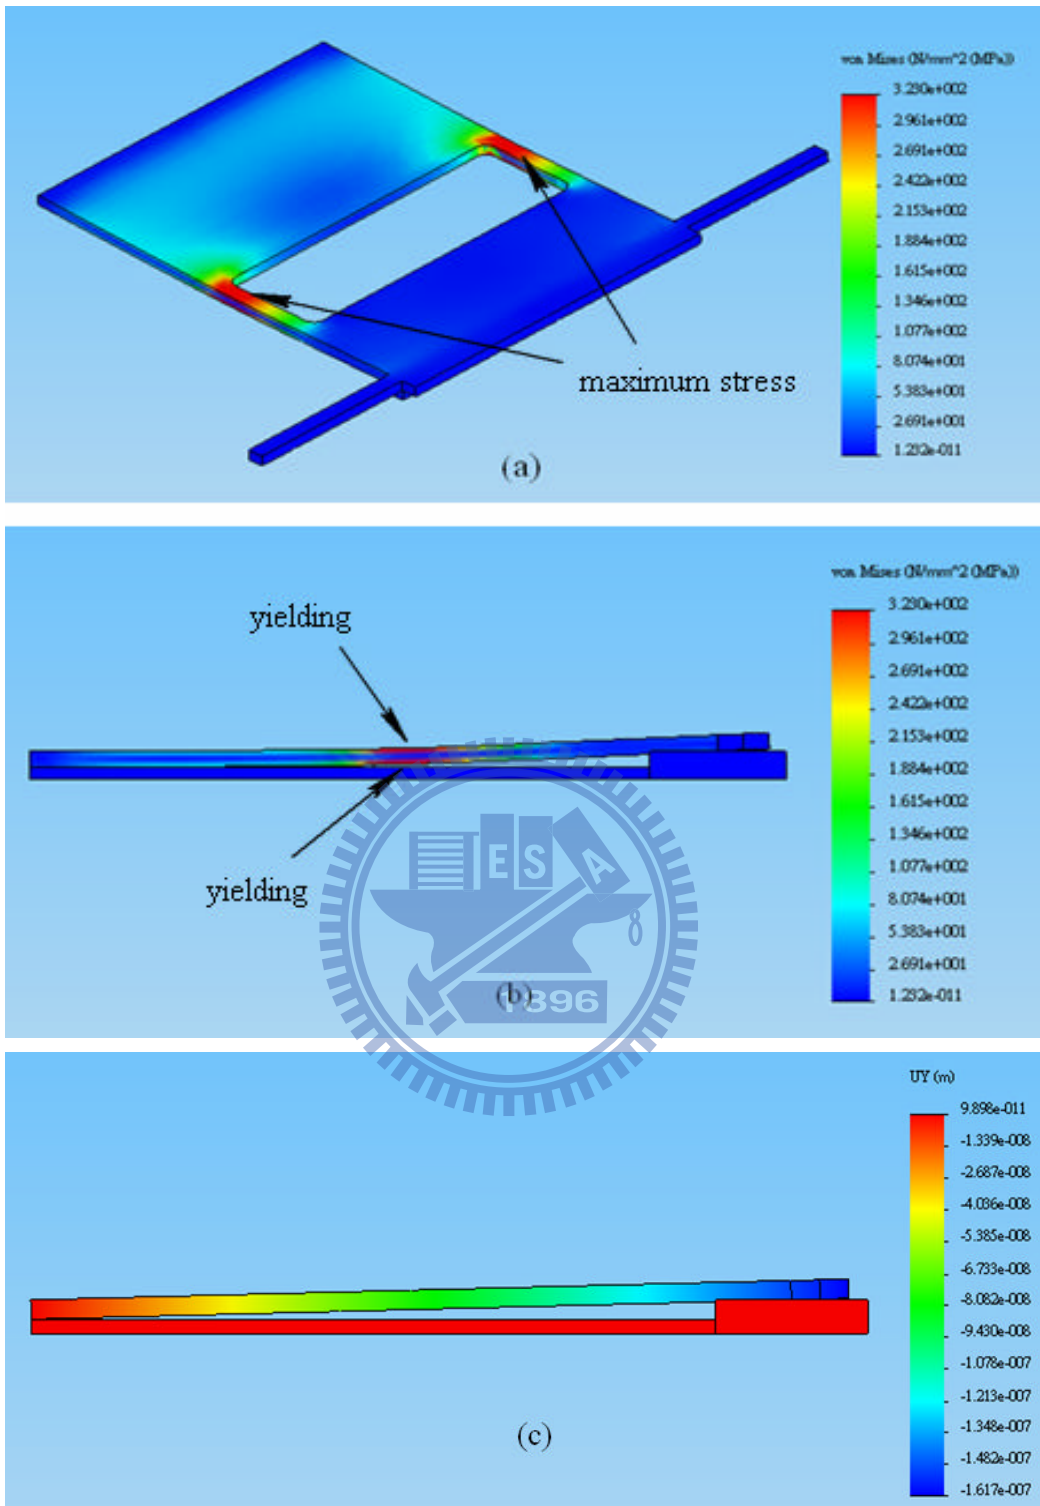 von Mises (N/mm^2 (MPa))
3.230e+002
2.961e+002
2.691e+002
2.422e+002
2.153e+002
1.884e+002
1.615e+002
1.346e+002
1.077e+002
8.074e+001
5.383e+001
2.691e+001
1.232e-011
maximum stress
(a)
von Mises (N/mm^2 (MPa))
3.230e+002
2.961e+002
2.691e+002
2.422e+002
2.153e+002
1.884e+002
1.615e+002
1.346e+002
1.077e+002
8.074e+001
5.383e+001
2.691e+001
1.232e-011
yielding
yielding
E S A
1896
(b)
UY (m)
9.898e-011
-1.339e-008
-2.687e-008
-4.036e-008
-5.385e-008
-6.733e-008
-8.082e-008
-9.430e-008
-1.078e-007
-1.213e-007
-1.348e-007
-1.482e-007
-1.617e-007
(c)